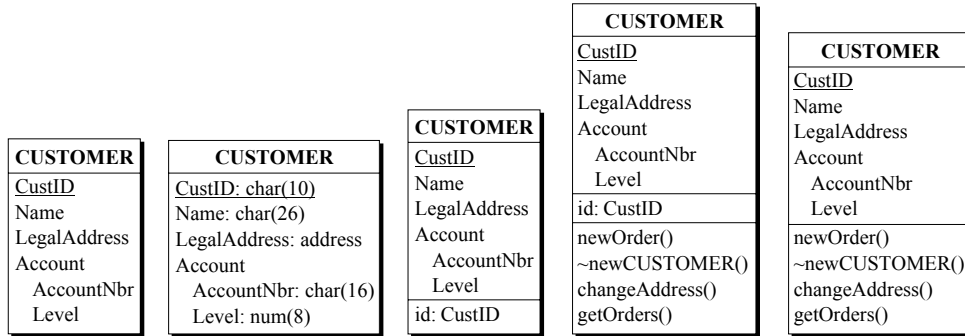 CUSTOMER
CustID
Name
LegalAddress
Account
AccountNbr
Level
CUSTOMER
CustID: char(10)
Name: char(26)
LegalAddress: address
Account
AccountNbr: char(16)
Level: num(8)
CUSTOMER
CustID
Name
LegalAddress
Account
AccountNbr
Level
id: CustID
CUSTOMER
CustID
Name
LegalAddress
Account
AccountNbr
Level
id: CustID
newOrder()
~newCUSTOMER()
changeAddress()
getOrders()
CUSTOMER
CustID
Name
LegalAddress
Account
AccountNbr
Level
newOrder()
~newCUSTOMER()
changeAddress()
getOrders()